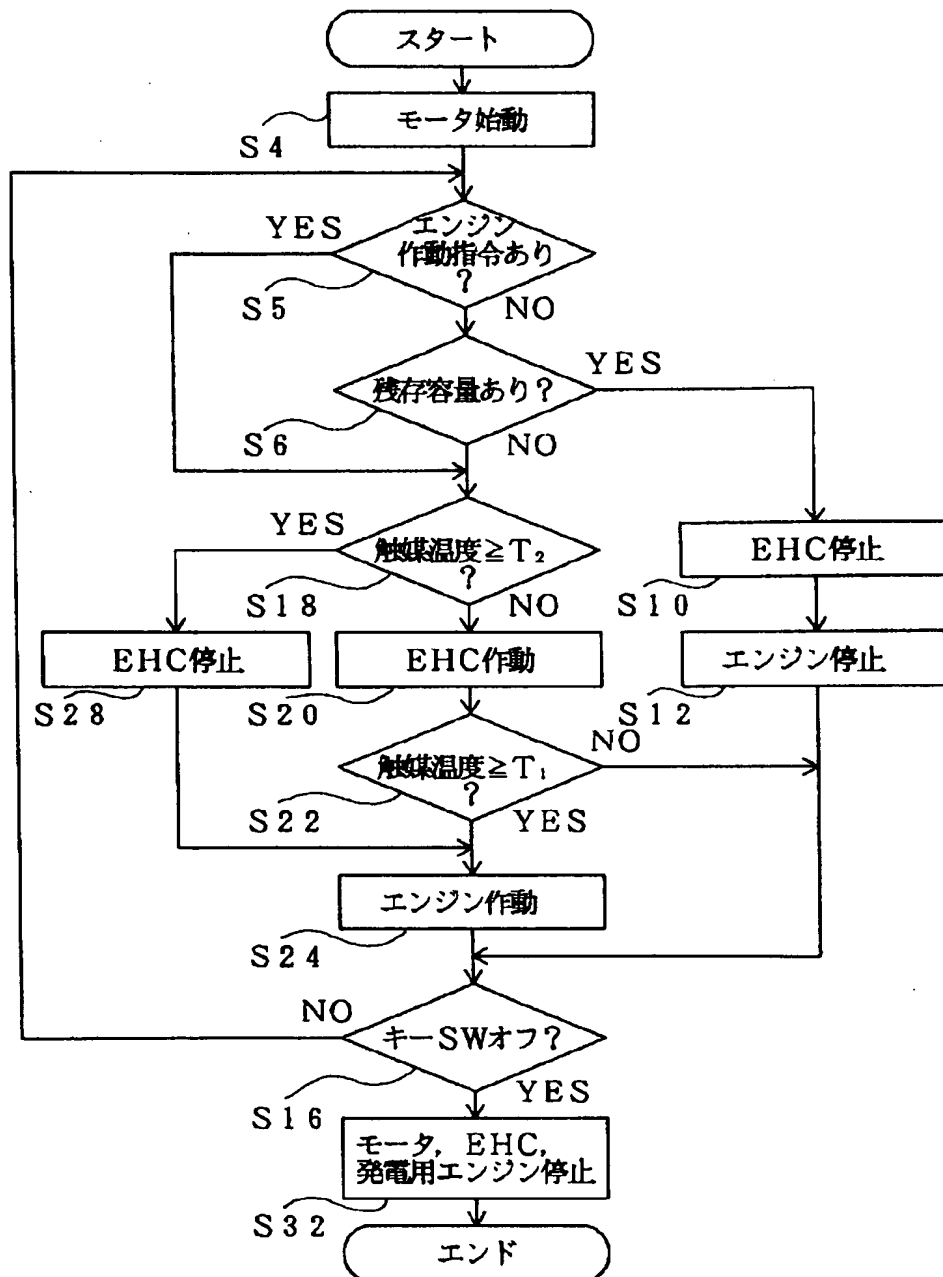 スタート
モータ始動
S4
YES
エンジン
作動指令あり
?
S5
NO
YES
残存容量あり?
S6
NO
YES
触媒温度≧T₂
?
S18
NO
EHC停止
S10
EHC停止
S28
EHC作動
S20
エンジン停止
S12
NO
触媒温度≧T₁
?
S22
YES
エンジン作動
S24
NO
キーSWオフ?
S16
YES
モータ, EHC,
発電用エンジン停止
S32
エンド